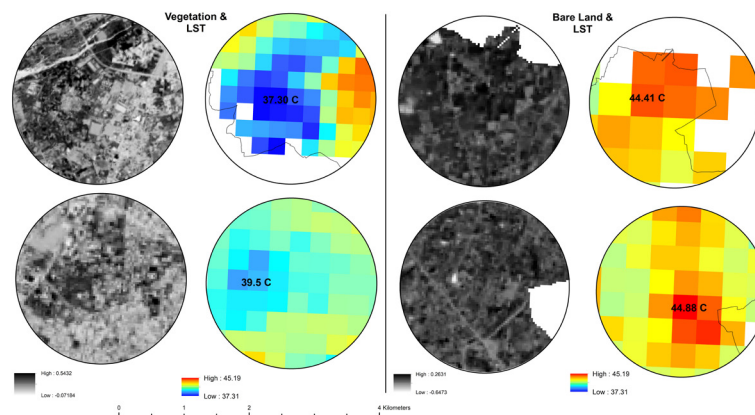 Vegetation &
LST
37.30 C
39.5 C
High : 0.5432
Low : -0.07184
High : 45.19
Low : 37.31
Bare Land &
LST
44.41 C
44.88 C
High : 0.2631
Low : -0.6473
High : 45.19
Low : 37.31
0 1 2 4 Kilometers